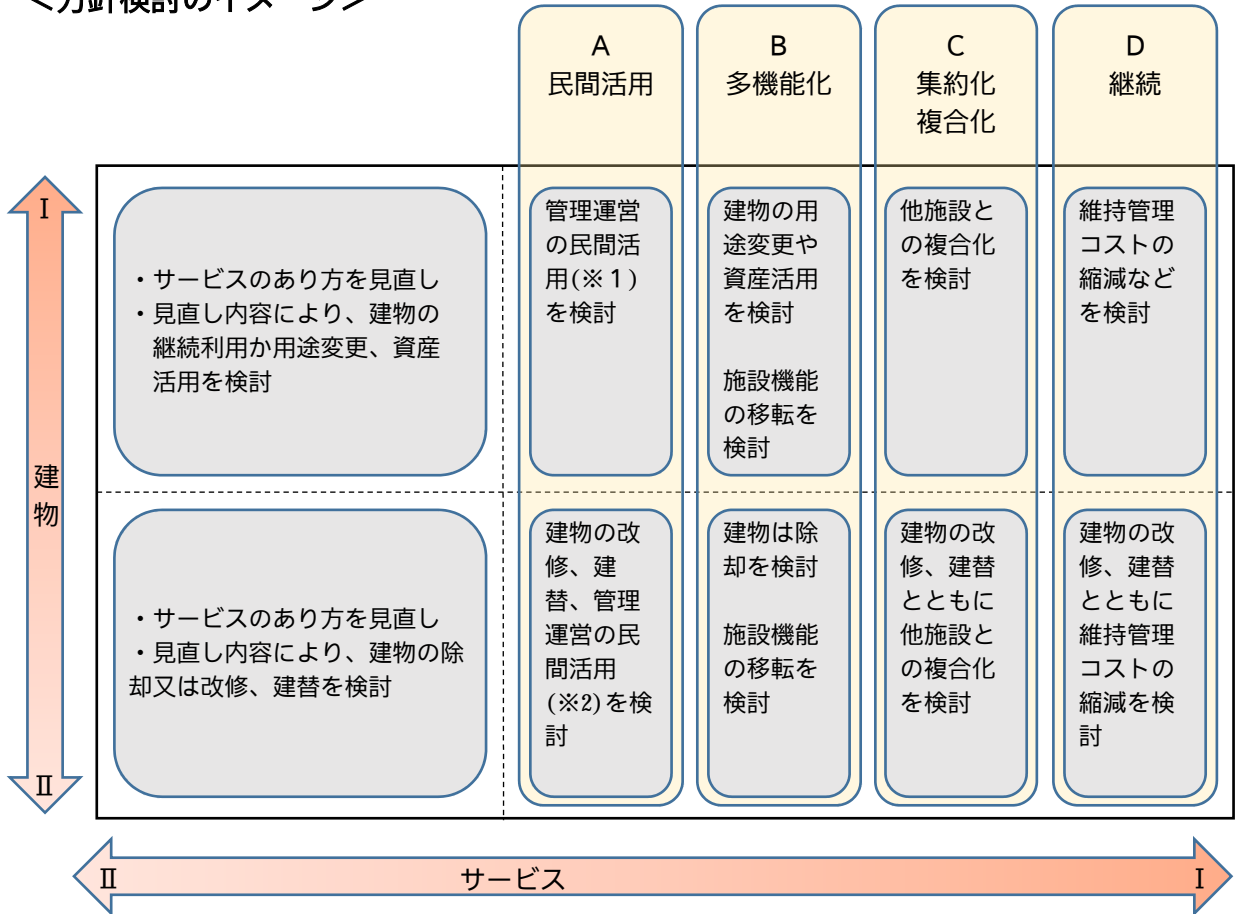 ＜方針検討のイメージ＞
A
民間活用
B
多機能化
C
集約化
複合化
D
継続
Ⅰ
建
物
Ⅱ
・サービスのあり方を見直し
・見直し内容により、建物の
継続利用か用途変更、資産
活用を検討
管理運営
の民間活
用(※１)
を検討
建物の用
途変更や
資産活用
を検討
施設機能
の移転を
検討
他施設と
の複合化
を検討
維持管理
コストの
縮減など
を検討
・サービスのあり方を見直し
・見直し内容により、建物の除
却又は改修、建替を検討
建物の改
修、建
替、管理
運営の民
間活用
(※2)を検
討
建物は除
却を検討
施設機能
の移転を
検討
建物の改
修、建替
とともに
他施設と
の複合化
を検討
建物の改
修、建替
とともに
維持管理
コストの
縮減を検
討
Ⅱ
サービス
Ⅰ